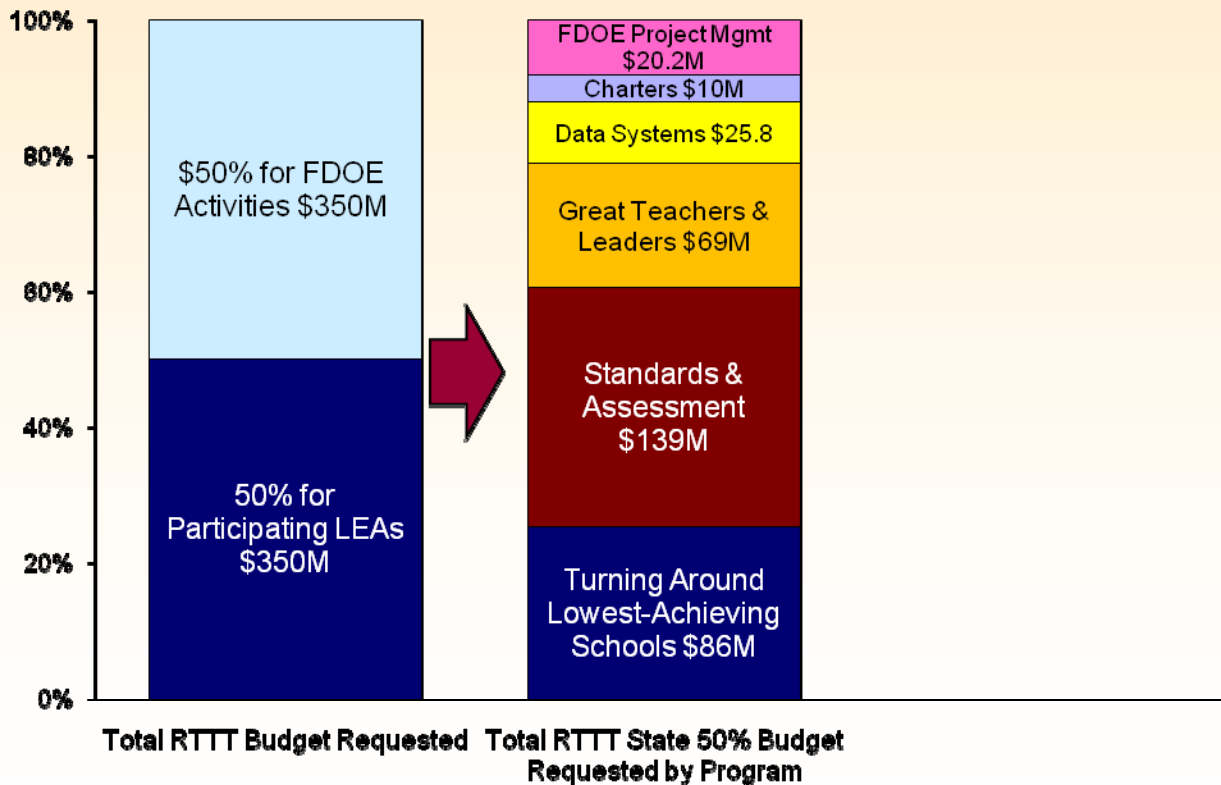 100%
80%
60%
40%
20%
0%
$50% for FDOE
Activities $350M
50% for
Participating LEAs
$350M
FDOE Project Mgmt
$20.2M
Charters $10M
Data Systems $25.8
Great Teachers &
Leaders $69M
Standards &
Assessment
$139M
Turning Around
Lowest-Achieving
Schools $86M
Total RTTT Budget Requested
Total RTTT State 50% Budget
Requested by Program